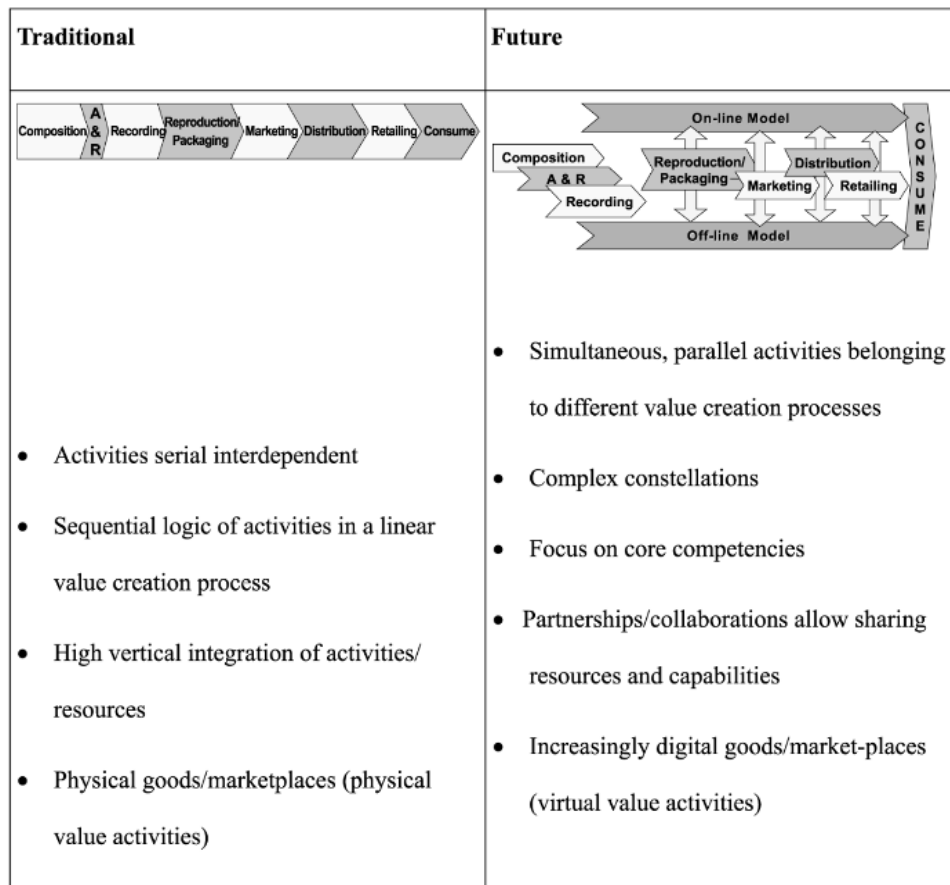 Traditional
Composition
A
&
R
Recording
Reproduction/
Packaging
Marketing
Distribution
Retailing
Consume
• Activities serial interdependent
• Sequential logic of activities in a linear
value creation process
• High vertical integration of activities/
resources
• Physical goods/marketplaces (physical
value activities)
Future
On-line Model
Composition
A & R
Recording
Reproduction/
Packaging
Marketing
Distribution
Retailing
Off-line Model
CONSUME
• Simultaneous, parallel activities belonging
to different value creation processes
• Complex constellations
• Focus on core competencies
• Partnerships/collaborations allow sharing
resources and capabilities
• Increasingly digital goods/market-places
(virtual value activities)